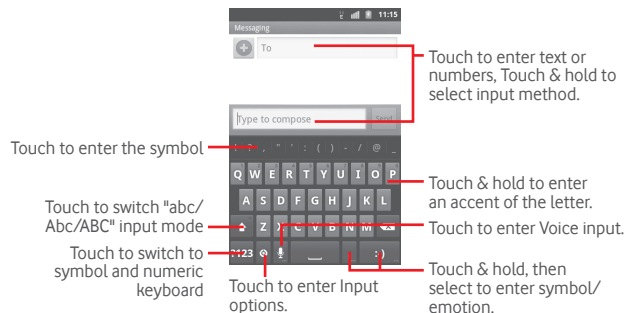 11:15
Messaging
To
Touch to enter text or
numbers, Touch & hold to
select input method.
Type to compose
Send
Touch to enter the symbol
! ? , " ' : ( ) - / @ _
Q W E R T Y U I O P
Touch & hold to enter
an accent of the letter.
A S D F G H J K L
Touch to switch "abc/
Abc/ABC" input mode
Z X C V B N M
Touch to enter Voice input.
Touch to switch to
symbol and numeric
keyboard
?123 @ :-)
Touch to enter Input
options.
Touch & hold, then
select to enter symbol/
emotion.